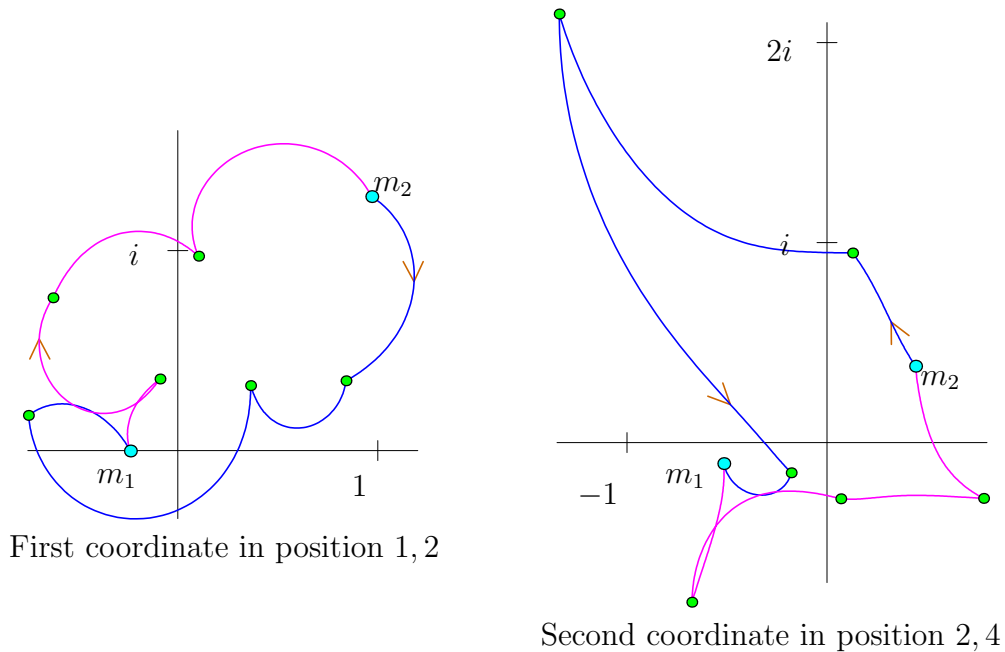 m₂
i
m₁
1
First coordinate in position 1, 2
2i
i
m₂
m₁
−1
Second coordinate in position 2, 4